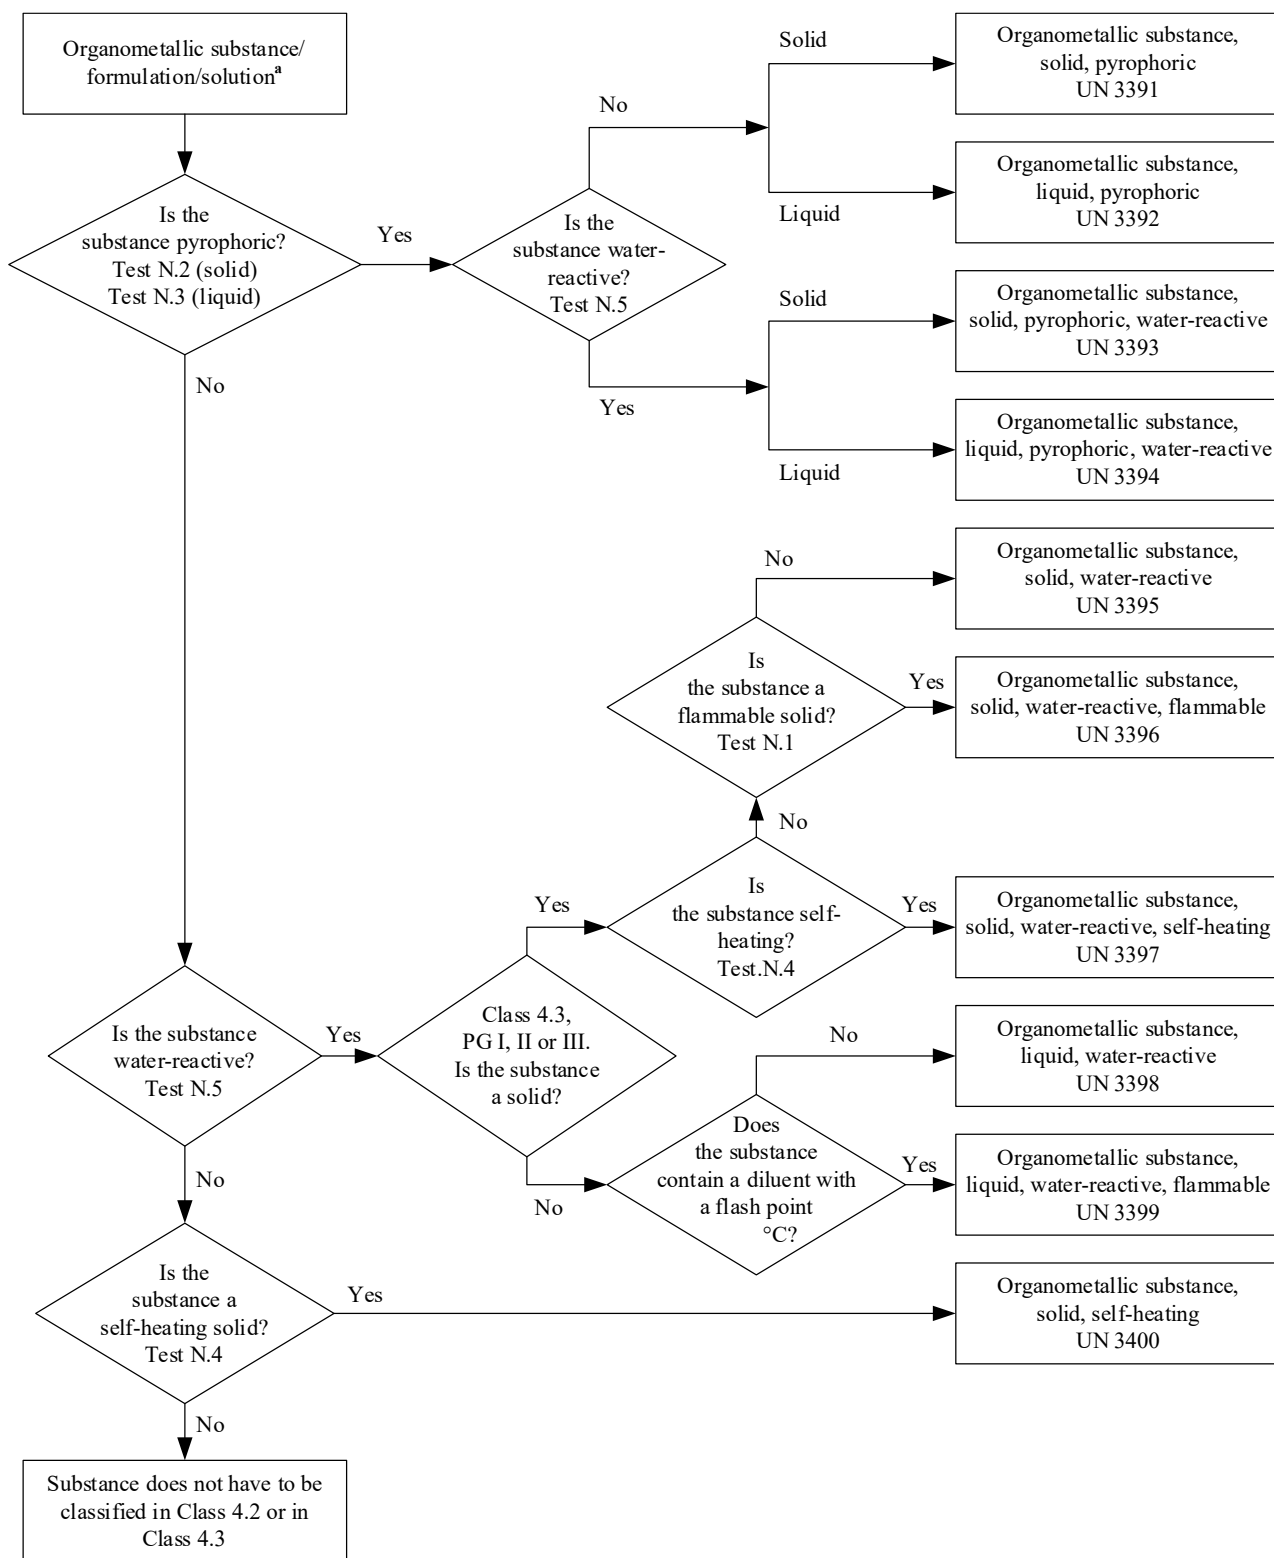 Organometallic substance/
formulation/solutionᵃ
Is the
substance pyrophoric?
Test N.2 (solid)
Test N.3 (liquid)
Yes
No
Is the
substance water-
reactive?
Test N.5
No
Yes
Solid
Liquid
Solid
Liquid
Organometallic substance,
solid, pyrophoric
UN 3391
Organometallic substance,
liquid, pyrophoric
UN 3392
Organometallic substance,
solid, pyrophoric, water-reactive
UN 3393
Organometallic substance,
liquid, pyrophoric, water-reactive
UN 3394
No
Organometallic substance,
solid, water-reactive
UN 3395
Is
the substance a
flammable solid?
Test N.1
Yes
Organometallic substance,
solid, water-reactive, flammable
UN 3396
No
Is
the substance self-
heating?
Test.N.4
Yes
Organometallic substance,
solid, water-reactive, self-heating
UN 3397
Yes
Is the substance
water-reactive?
Test N.5
Yes
Class 4.3,
PG I, II or III.
Is the substance
a solid?
No
No
Organometallic substance,
liquid, water-reactive
UN 3398
Does
the substance
contain a diluent with
a flash point
°C?
Yes
Organometallic substance,
liquid, water-reactive, flammable
UN 3399
No
Is the
substance a
self-heating solid?
Test N.4
Yes
Organometallic substance,
solid, self-heating
UN 3400
No
Substance does not have to be
classified in Class 4.2 or in
Class 4.3